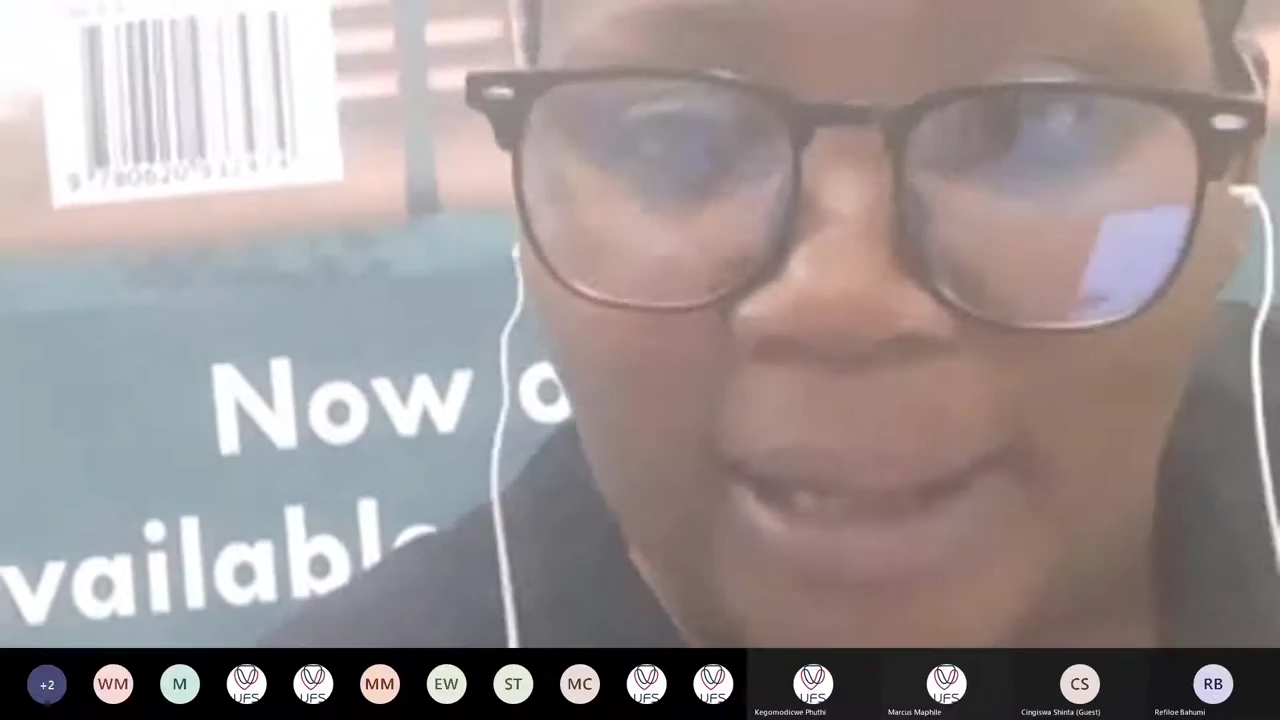 Now a
vailable
+2
WM
M
UFS
UFS
MM
EW
ST
MC
UFS
UFS
UFS
Kegomodicwe Phuthi
UFS
Marcus Maphile
CS
Cingiswa Shinta (Guest)
RB
Refiloe Bahumi